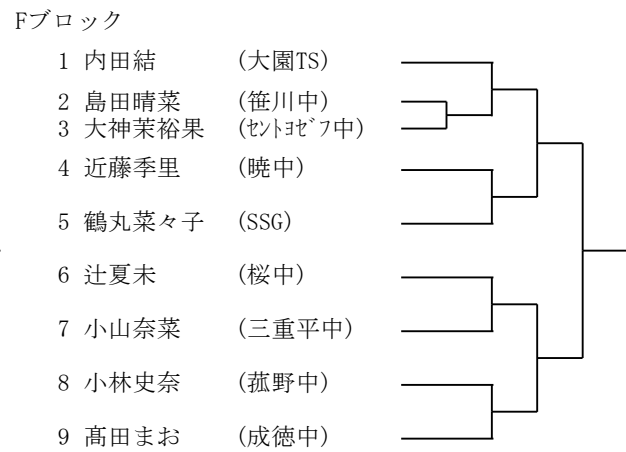 Fブロック
1 内田結 (大園TS)
2 島田晴菜 (笹川中)
3 大神茉裕果 (ｾﾝﾄﾖｾﾞﾌ中)
4 近藤季里 (暁中)
5 鶴丸菜々子 (SSG)
6 辻夏未 (桜中)
7 小山奈菜 (三重平中)
8 小林史奈 (菰野中)
9 髙田まお (成徳中)